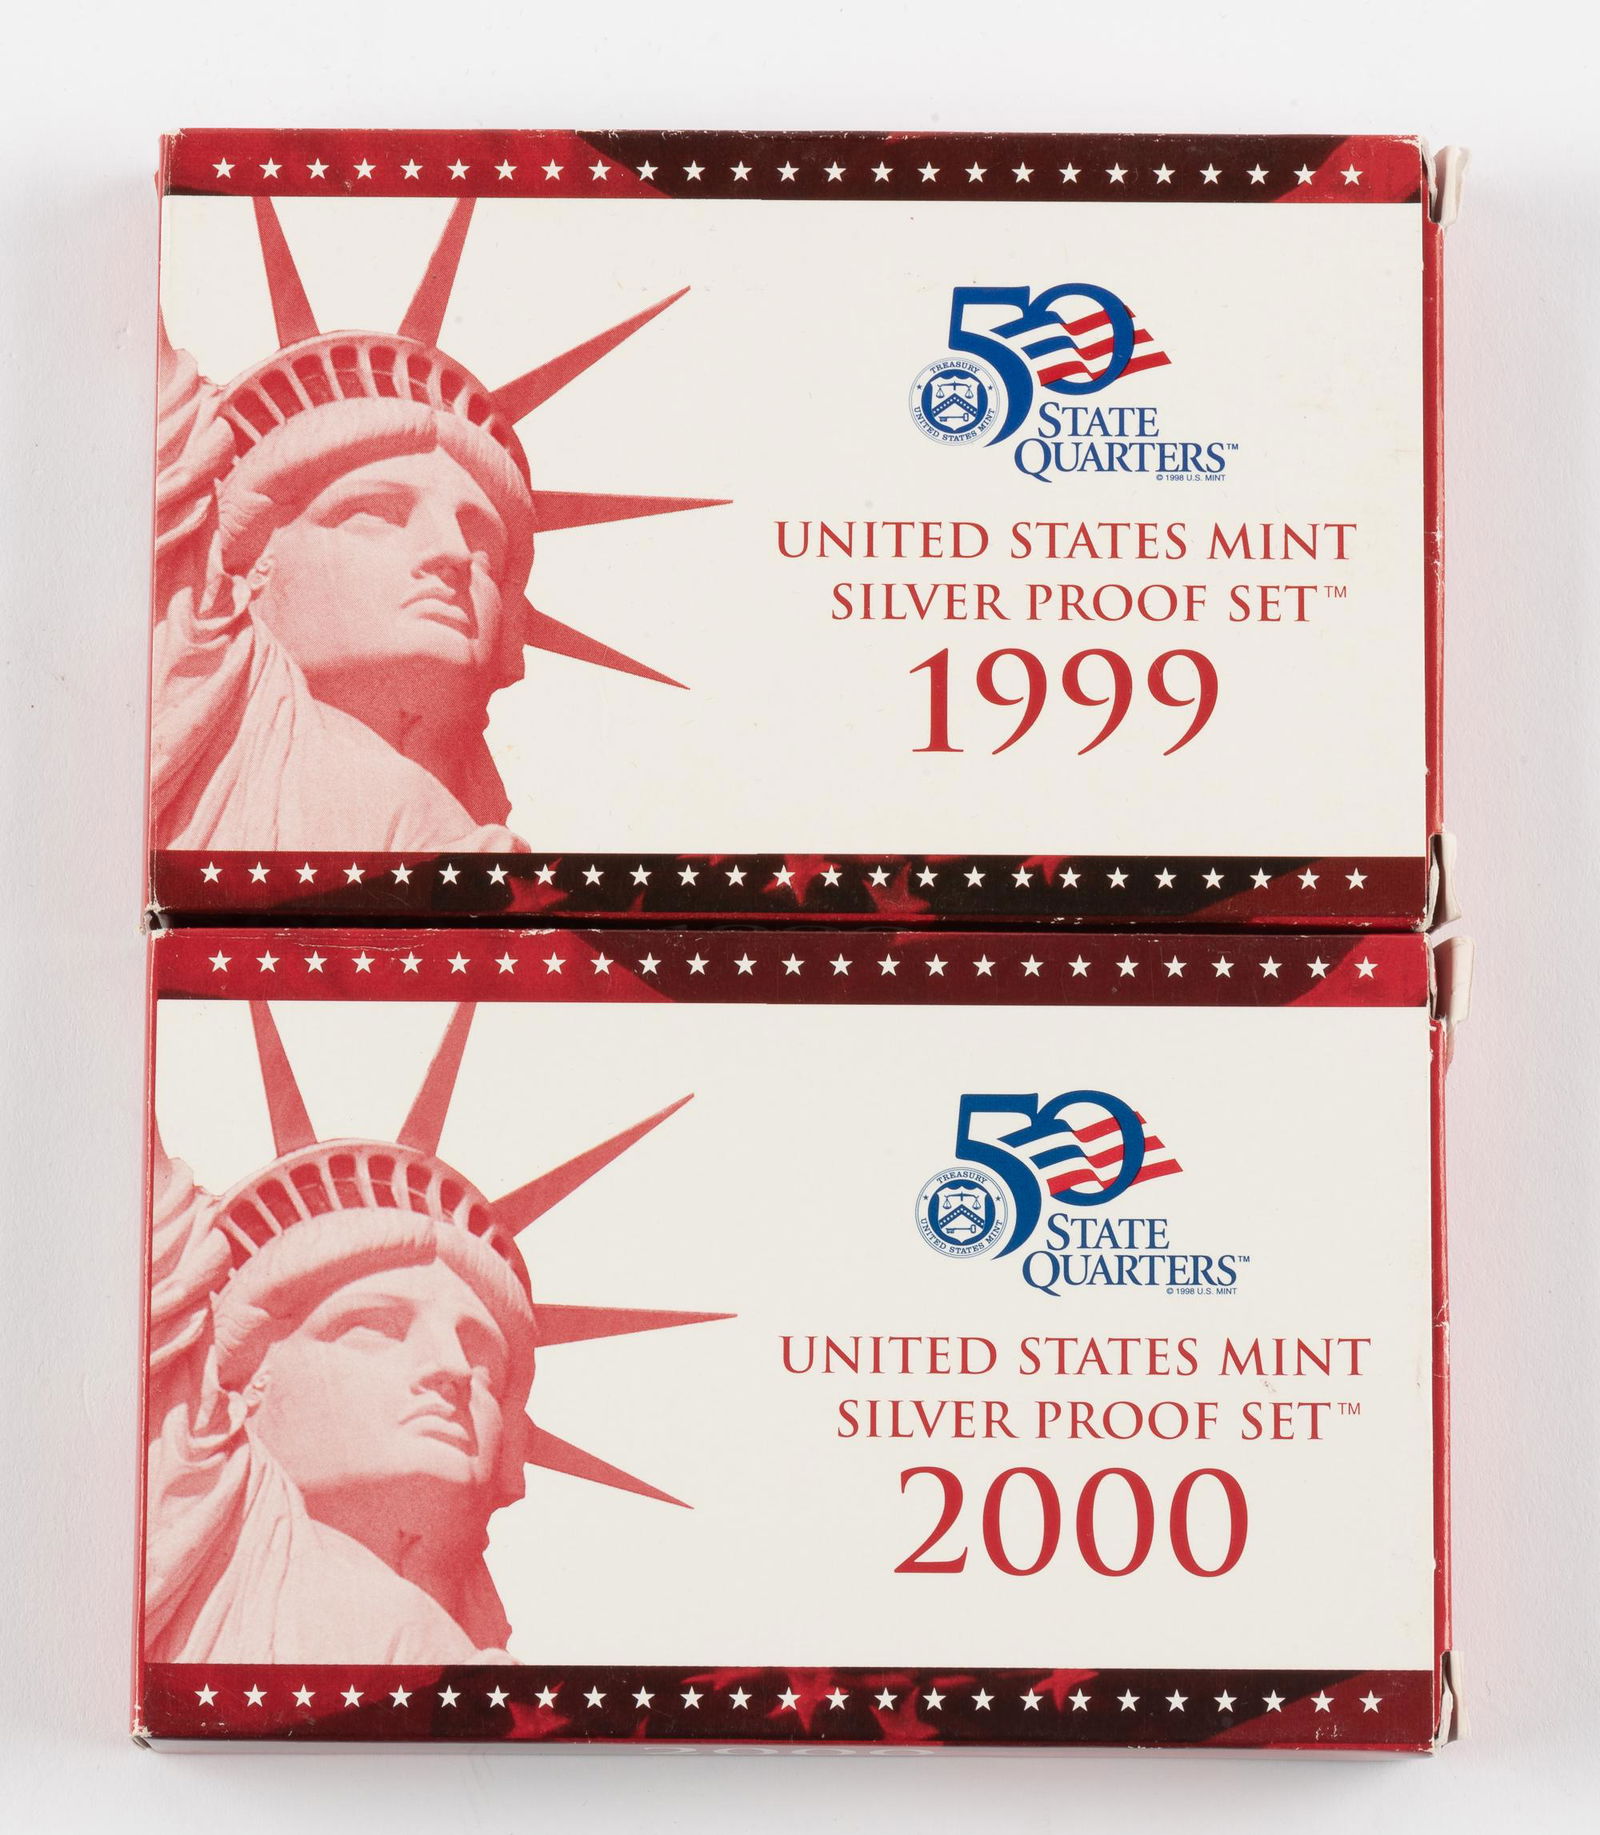 50
TREASURY
UNITED STATES MINT
STATE
QUARTERS™
© 1998 U.S. MINT
UNITED STATES MINT
SILVER PROOF SET™
1999
50
TREASURY
UNITED STATES MINT
STATE
QUARTERS™
© 1998 U.S. MINT
UNITED STATES MINT
SILVER PROOF SET™
2000
2000